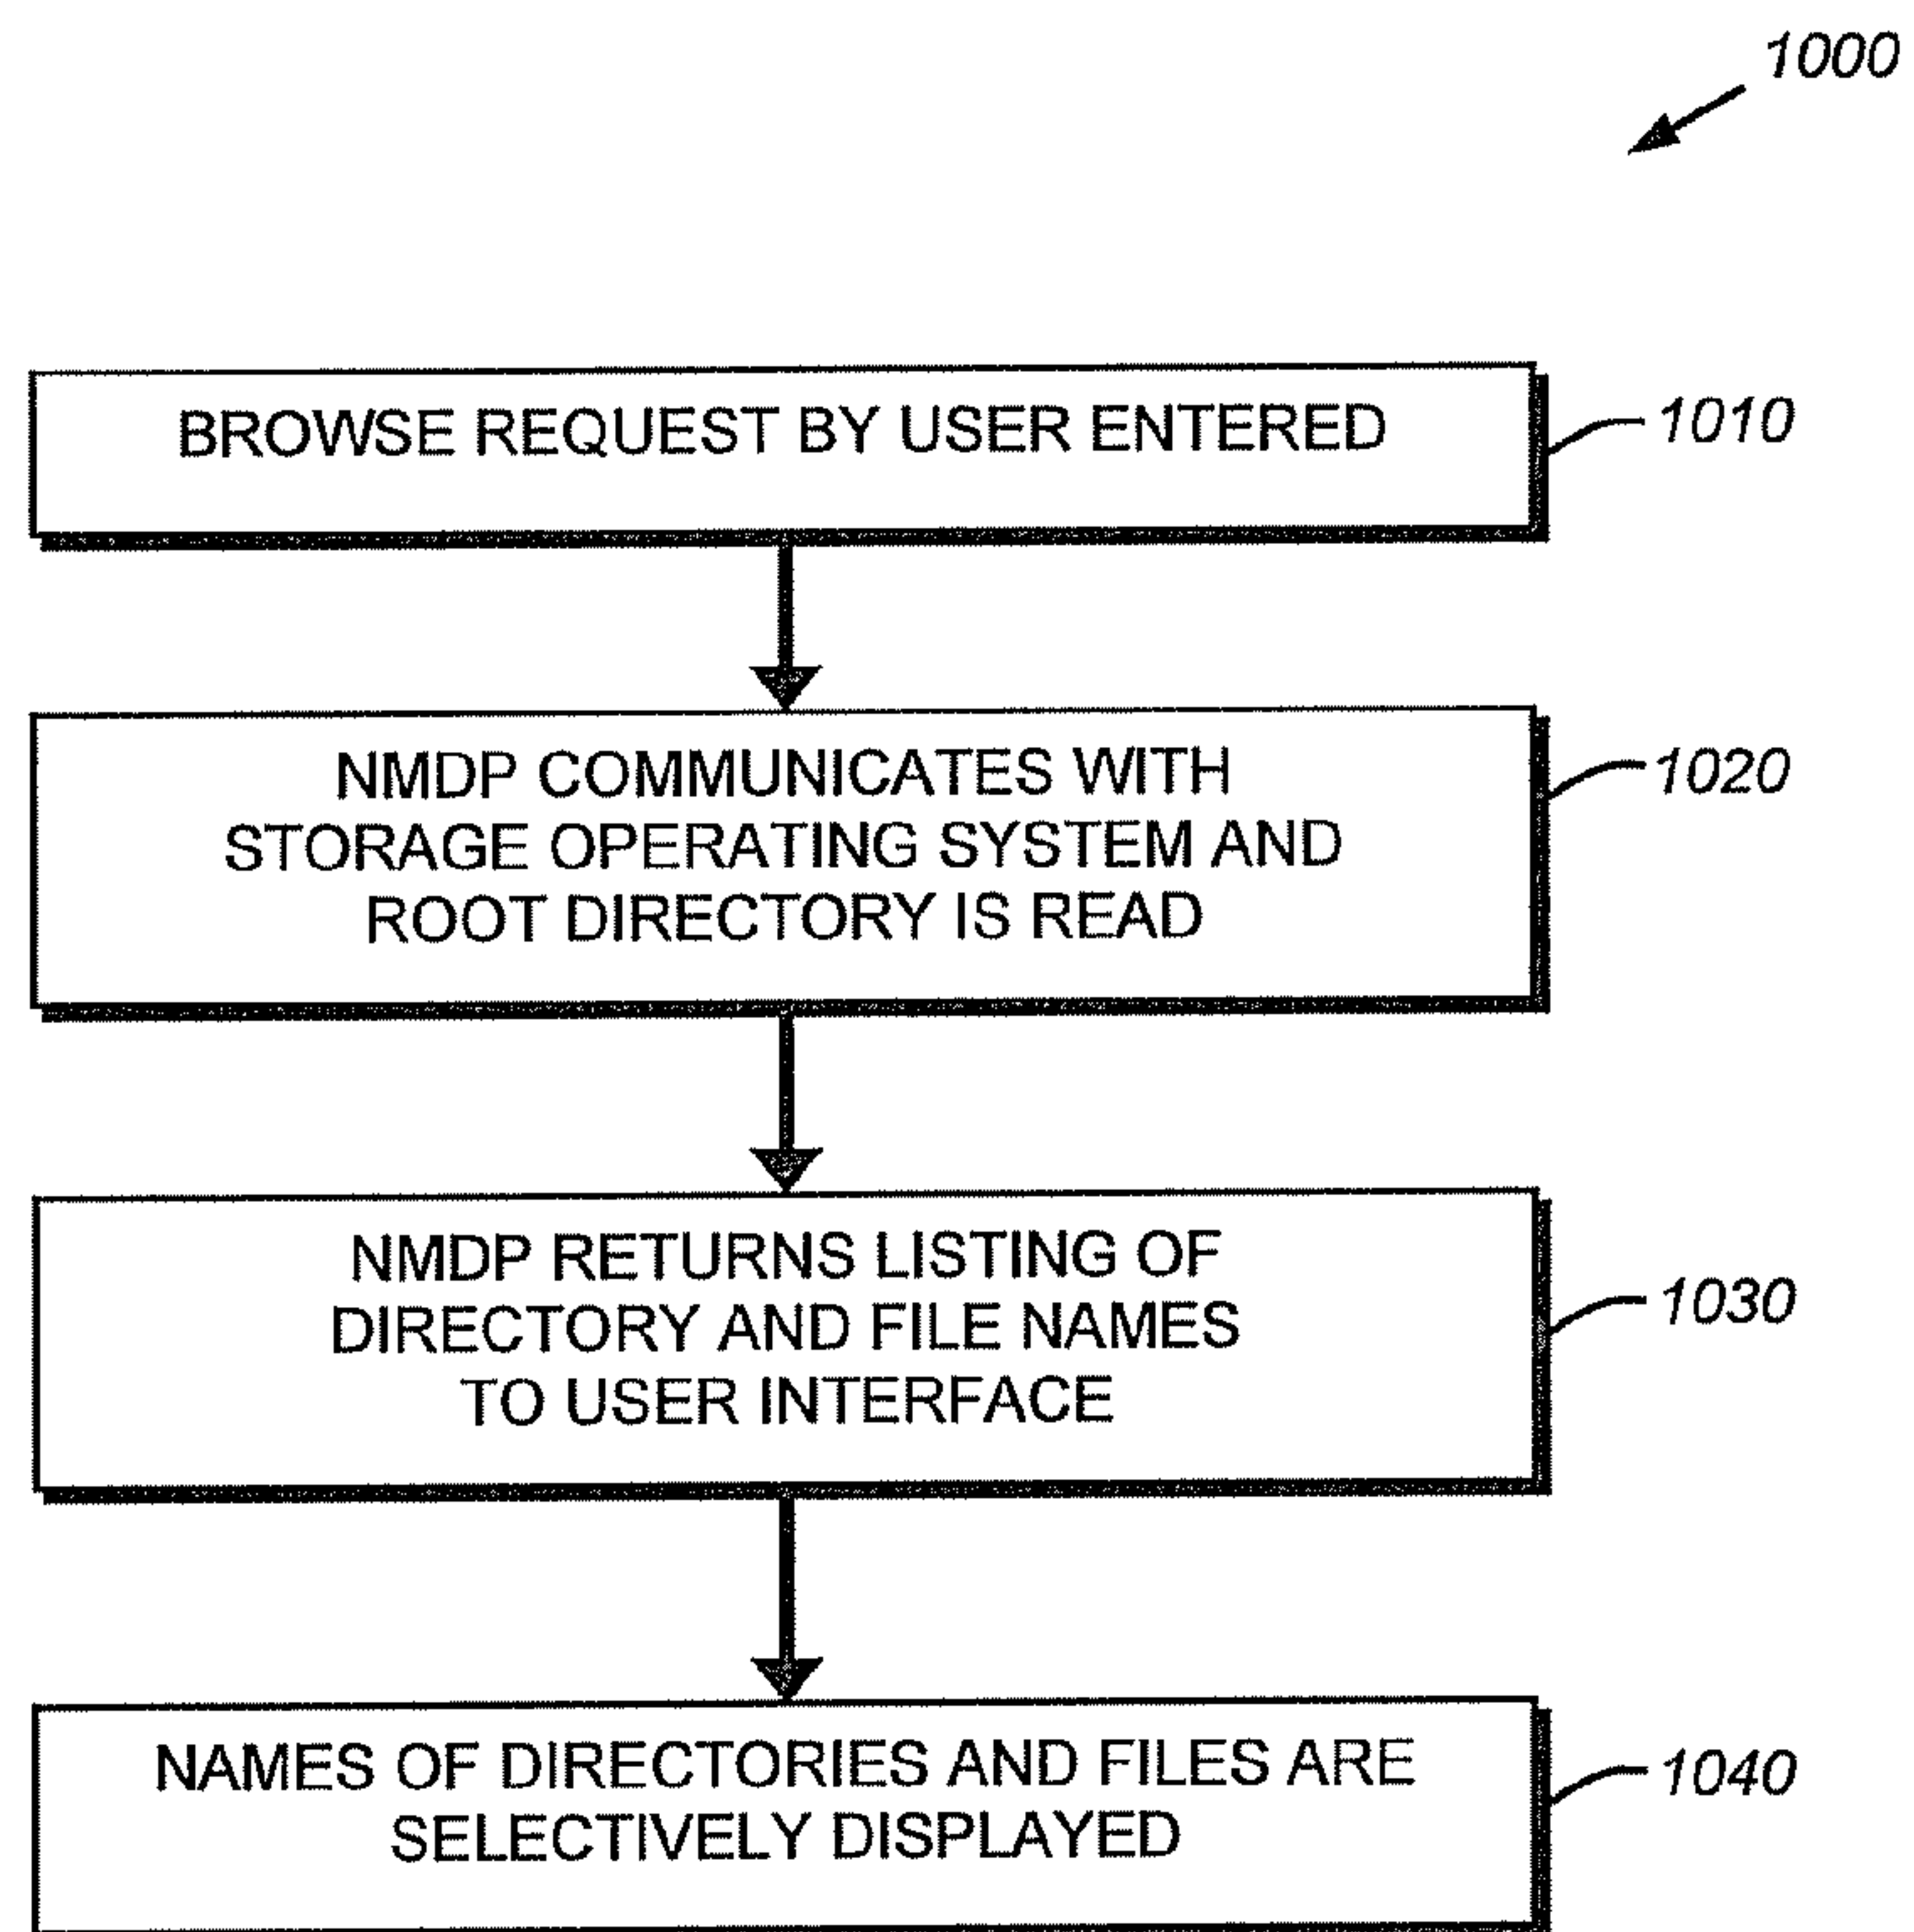 1000
BROWSE REQUEST BY USER ENTERED
1010
NMDP COMMUNICATES WITH
STORAGE OPERATING SYSTEM AND
ROOT DIRECTORY IS READ
1020
NMDP RETURNS LISTING OF
DIRECTORY AND FILE NAMES
TO USER INTERFACE
1030
NAMES OF DIRECTORIES AND FILES ARE
SELECTIVELY DISPLAYED
1040